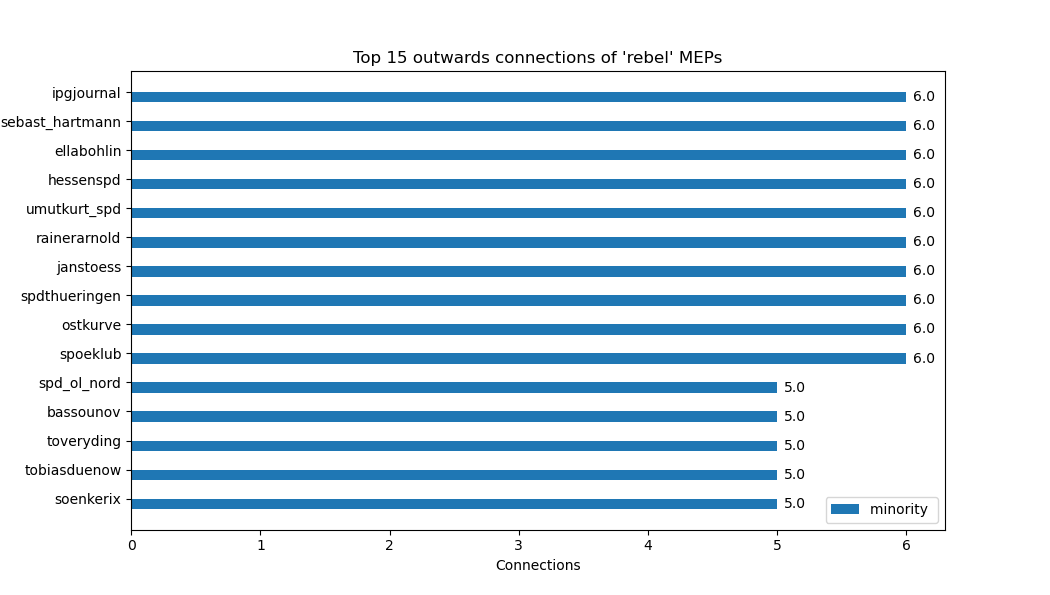 Top 15 outwards connections of 'rebel' MEPs
ipgjournal 6.0
sebast_hartmann 6.0
ellabohlin 6.0
hessenspd 6.0
umutkurt_spd 6.0
rainerarnold 6.0
janstoess 6.0
spdthueringen 6.0
ostkurve 6.0
spoeklub 6.0
spd_ol_nord 5.0
bassounov 5.0
toveryding 5.0
tobiasduenow 5.0
soenkerix 5.0
minority
0 1 2 3 4 5 6
Connections